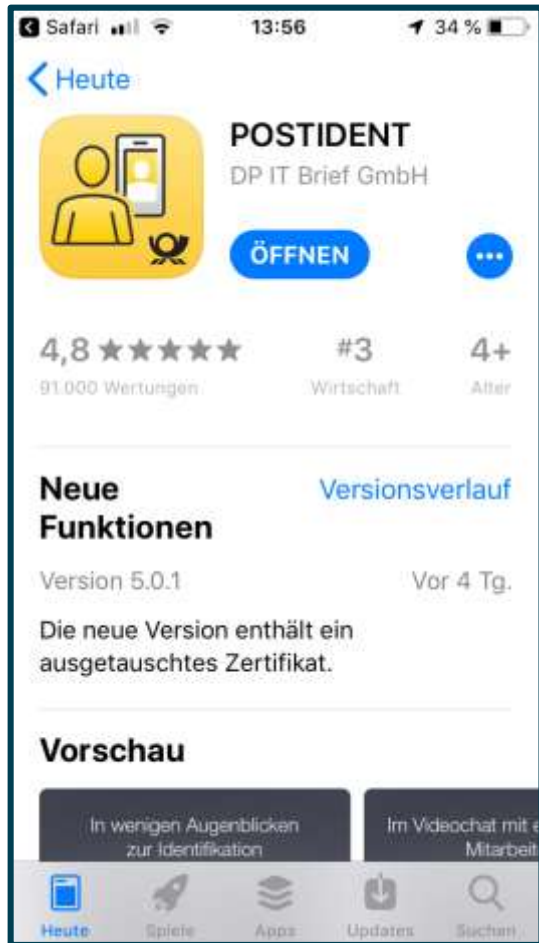 Safari 13:56 34 %
Heute
POSTIDENT
DP IT Brief GmbH
ÖFFNEN
4,8 #3 4+
91.000 Wertungen Wirtschaft Alter
Neue Versionsverlauf
Funktionen
Version 5.0.1 Vor 4 Tg.
Die neue Version enthält ein
ausgetauschtes Zertifikat.
Vorschau
In wenigen Augenblicken Im Videochat mit e
zur Identifikation Mitarbeit
Heute Spiele Apps Updates Suchen